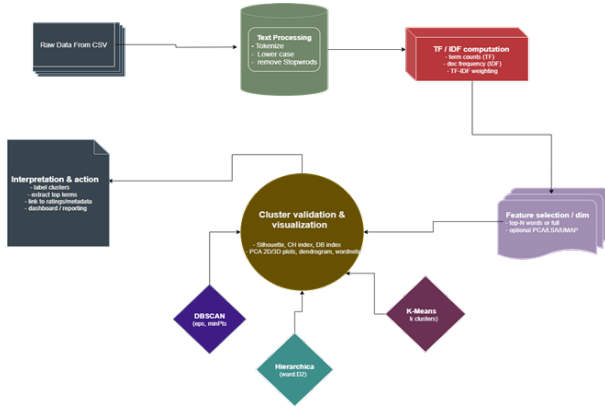 Raw Data From CSV
Text Processing
- Tokenize
- Lower case
- remove Stopwrods
TF / IDF computation
- term counts (TF)
- doc frequency (IDF)
- TF-IDF weighting
Interpretation & action
- label clusters
- extract top terms
- link to ratings/metadata
- dashboard / reporting
Cluster validation &
visualization
- Silhouette, CH index, DB index
- PCA 2D/3D plots, dendrogram, wordnets
Feature selection / dim
- top-N words or full
- optional PCA/LSA/UMAP
DBSCAN
(eps, minPts
K-Means
k clusters)
Hierarchica
(ward.D2)